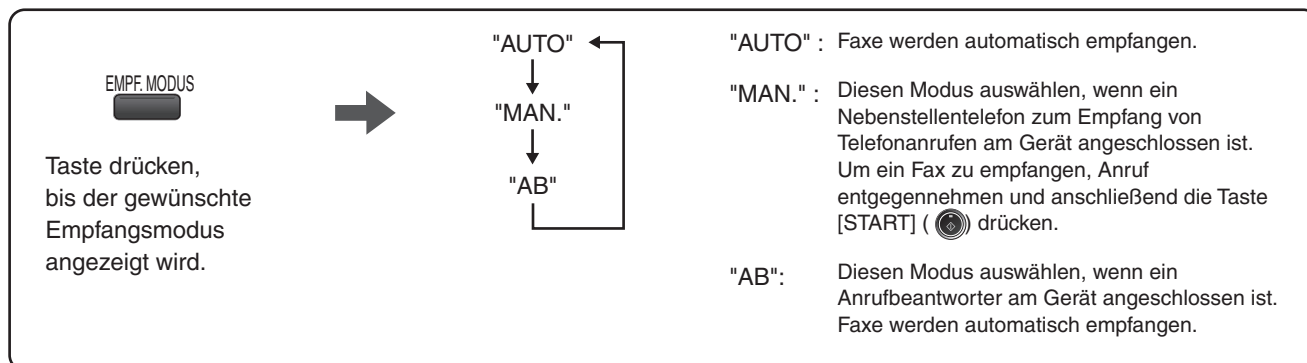 EMPF. MODUS
Taste drücken,
bis der gewünschte
Empfangsmodus
angezeigt wird.
"AUTO"
"MAN."
"AB"
"AUTO" : Faxe werden automatisch empfangen.
"MAN." : Diesen Modus auswählen, wenn ein
Nebenstellentelefon zum Empfang von
Telefonanrufen am Gerät angeschlossen ist.
Um ein Fax zu empfangen, Anruf
entgegennehmen und anschließend die Taste
[START] ( ) drücken.
"AB": Diesen Modus auswählen, wenn ein
Anrufbeantworter am Gerät angeschlossen ist.
Faxe werden automatisch empfangen.